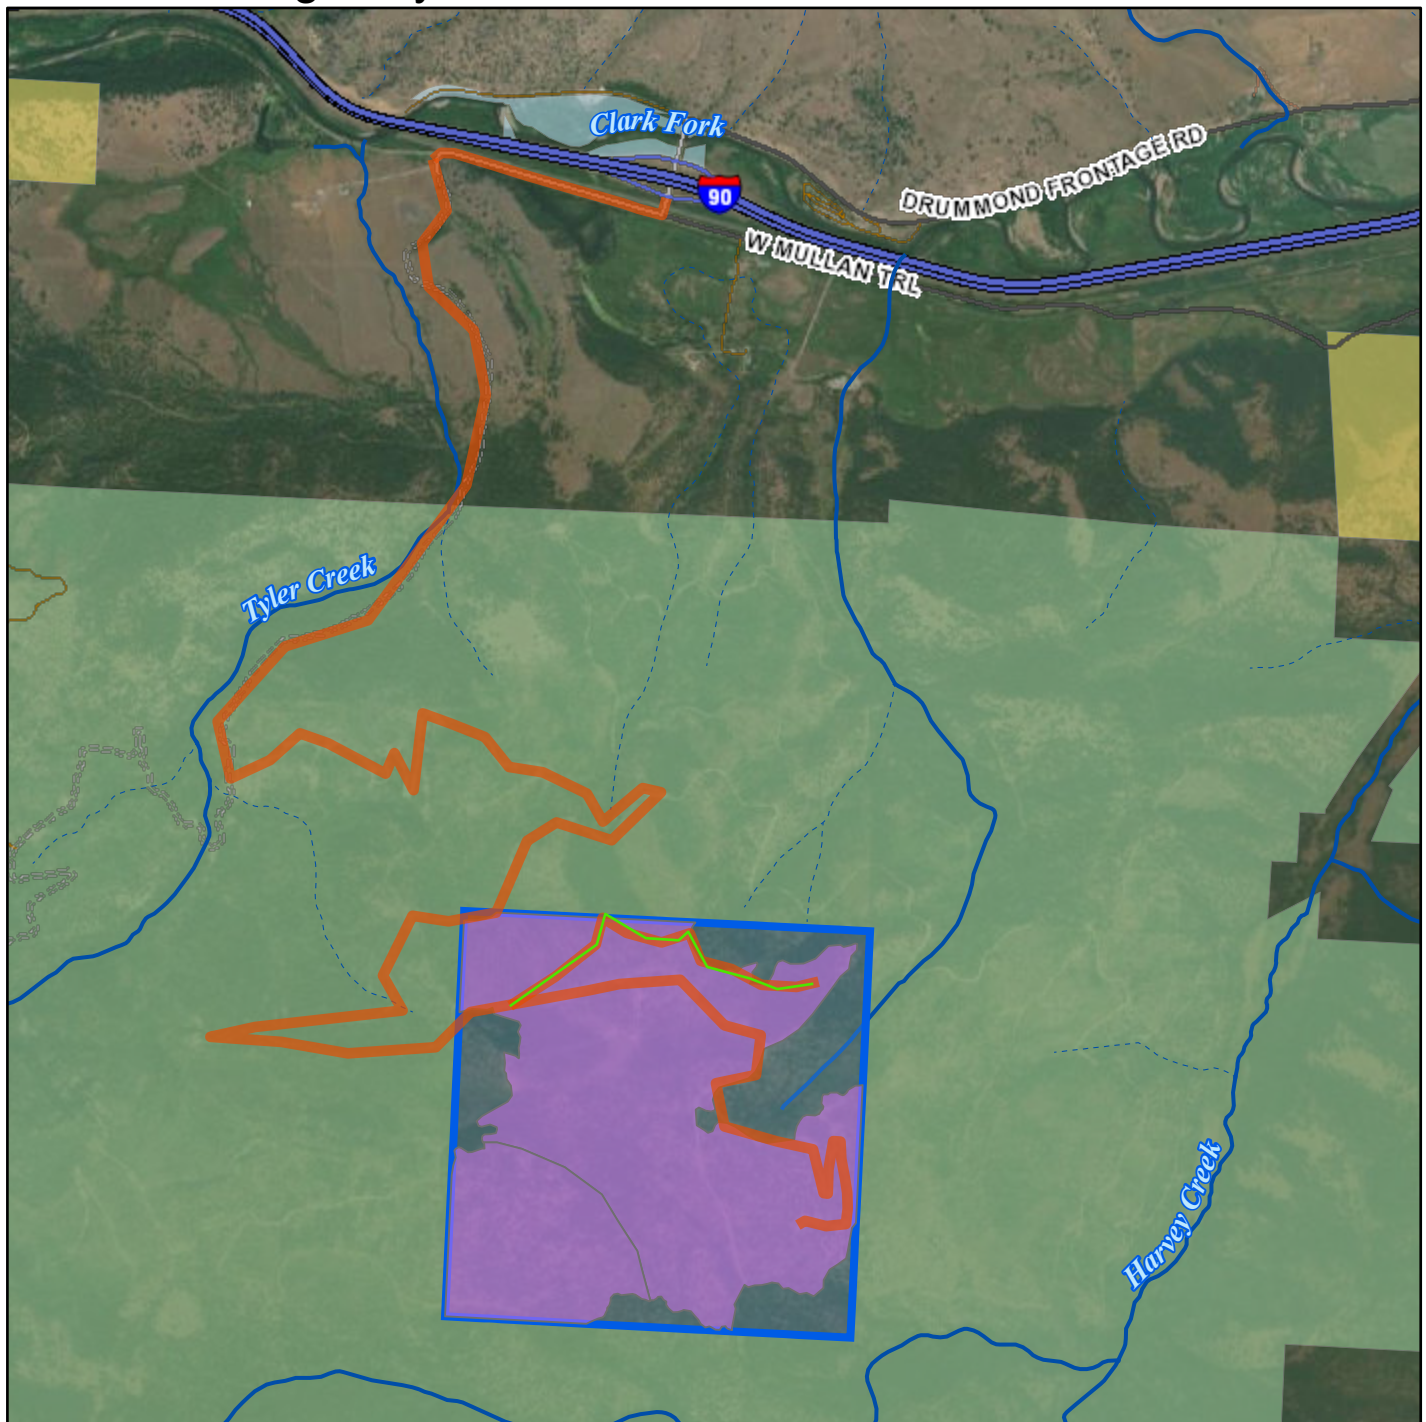 Clark Fork
DRUMMOND FRONTAGE RD
90
W MULLAN TRL
Tyler Creek
Harvey Creek